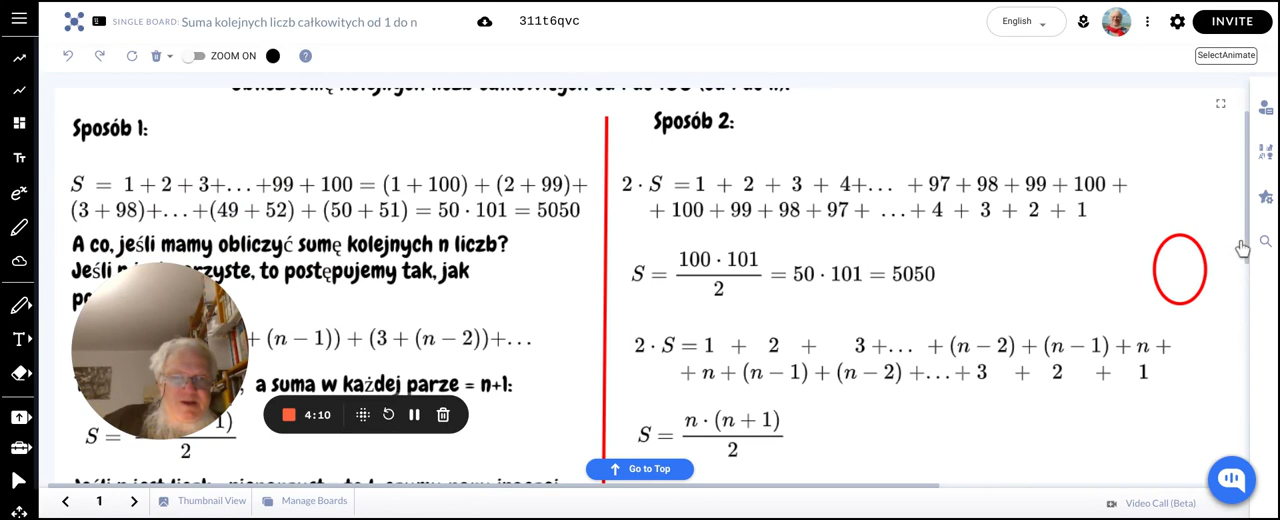 SINGLE BOARD: Suma kolejnych liczb całkowitych od 1 do n
311t6qvc
English
INVITE
ZOOM ON
?
SelectAnimate
Sposób 1:
S = 1 + 2 + 3+. . . +99 + 100 = (1 + 100) + (2 + 99)+
(3 + 98)+. . . +(49 + 52) + (50 + 51) = 50 · 101 = 5050
A co, jeśli mamy obliczyć sumę kolejnych n liczb?
Jeśli n to postępujemy tak, jak
+ (n − 1)) + (3 + (n − 2))+. . .
a suma w każdej parze = n+1:
S =
1)
2
4:10
Sposób 2:
2 · S = 1 + 2 + 3 + 4+. . . + 97 + 98 + 99 + 100 +
+ 100 + 99 + 98 + 97 + . . . + 4 + 3 + 2 + 1
S = 100 · 101 / 2 = 50 · 101 = 5050
2 · S = 1 + 2 + 3 +. . . + (n − 2) + (n − 1) + n +
+ n + (n − 1) + (n − 2) +. . . + 3 + 2 + 1
S = n · (n + 1) / 2
Go to Top
1
Thumbnail View
Manage Boards
Video Call (Beta)